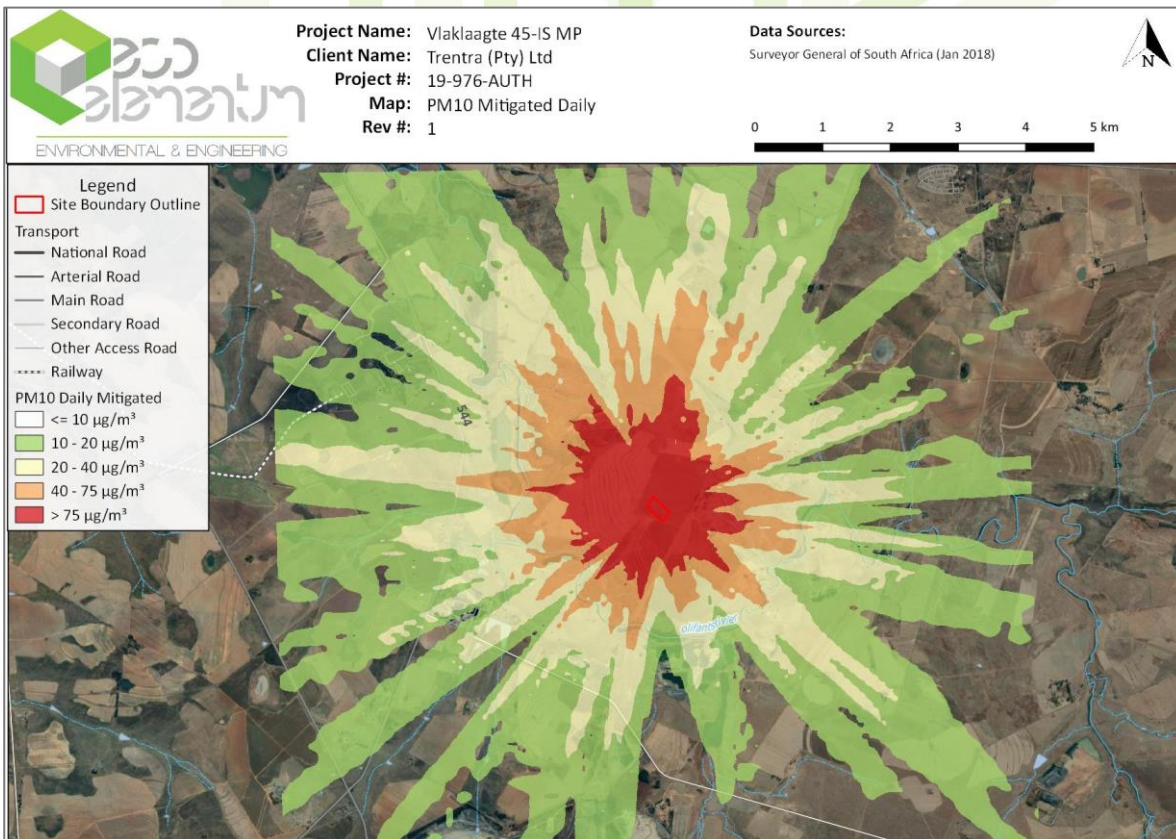 eco
elementum
ENVIRONMENTAL & ENGINEERING
Project Name: Vlaklaagte 45-IS MP
Client Name: Trentra (Pty) Ltd
Project #: 19-976-AUTH
Map: PM10 Mitigated Daily
Rev #: 1
Data Sources:
Surveyor General of South Africa (Jan 2018)
N
0 1 2 3 4 5 km
Legend
Site Boundary Outline
Transport
National Road
Arterial Road
Main Road
Secondary Road
Other Access Road
Railway
PM10 Daily Mitigated
<= 10 µg/m³
10 - 20 µg/m³
20 - 40 µg/m³
40 - 75 µg/m³
> 75 µg/m³
544